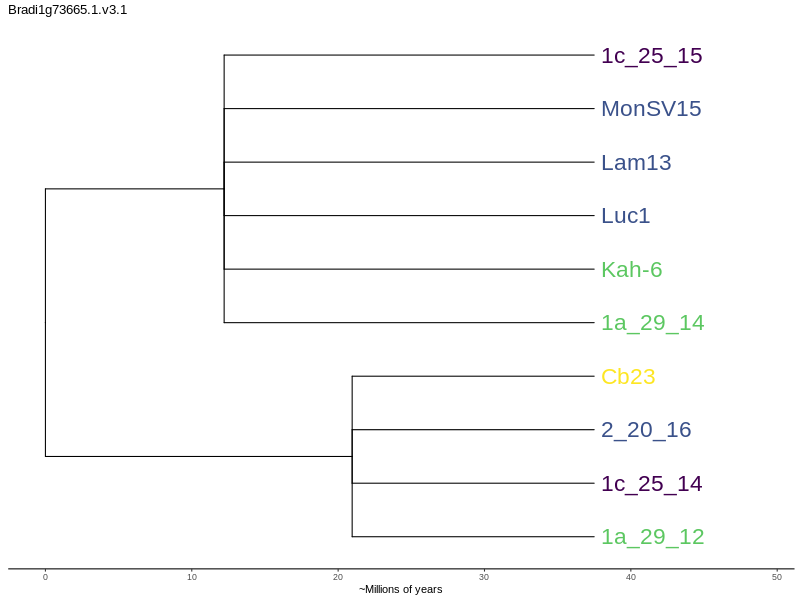 Bradi1g73665.1.v3.1
1c_25_15
MonSV15
Lam13
Luc1
Kah-6
1a_29_14
Cb23
2_20_16
1c_25_14
1a_29_12
0 10 20 30 40 50
~Millions of years